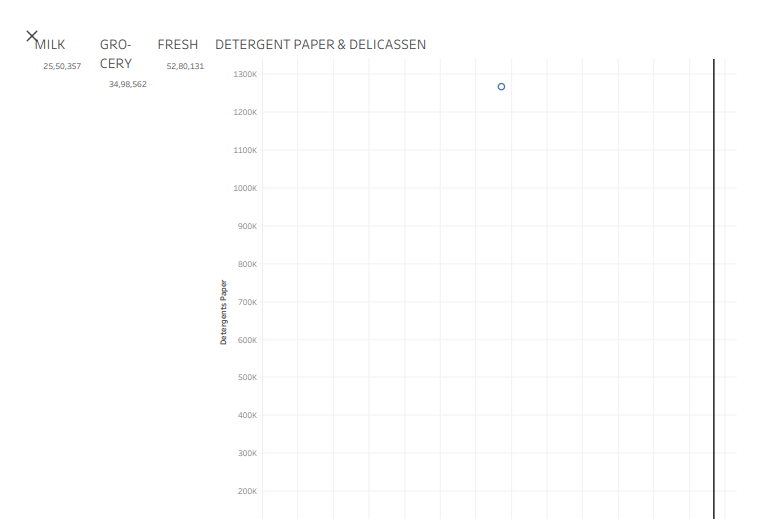 MILK
25,50,357
GRO-
CERY
34,98,562
FRESH
52,80,131
DETERGENT PAPER & DELICASSEN
1300K
1200K
1100K
1000K
900K
800K
700K
600K
500K
400K
300K
200K
Detergents Paper